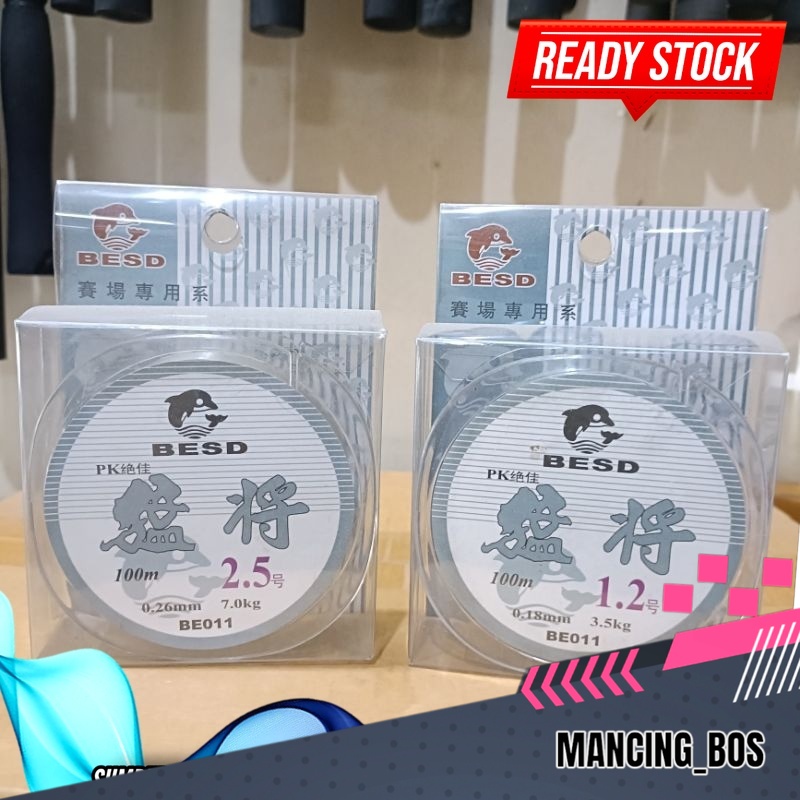 READY STOCK
BESD
賽場專用系
BESD
PK绝佳
猛将
100m 2.5号
0.26mm 7.0kg
BE011
BESD
賽場專用系
BESD
PK绝佳
猛将
100m 1.2号
0.18mm 3.5kg
BE011
MANCING_BOS